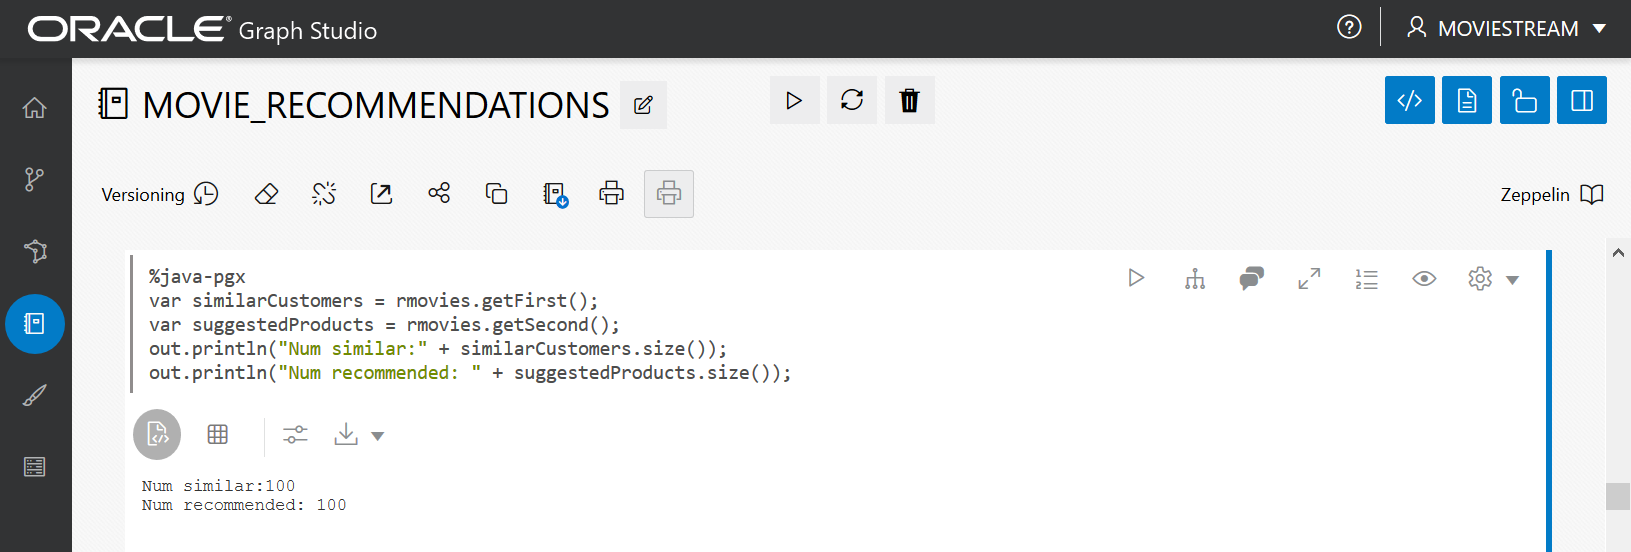 ORACLE® Graph Studio
MOVIESTREAM
MOVIE_RECOMMENDATIONS
Versioning
Zeppelin
%java-pgx
var similarCustomers = rmovies.getFirst();
var suggestedProducts = rmovies.getSecond();
out.println("Num similar:" + similarCustomers.size());
out.println("Num recommended: " + suggestedProducts.size());
Num similar:100
Num recommended: 100